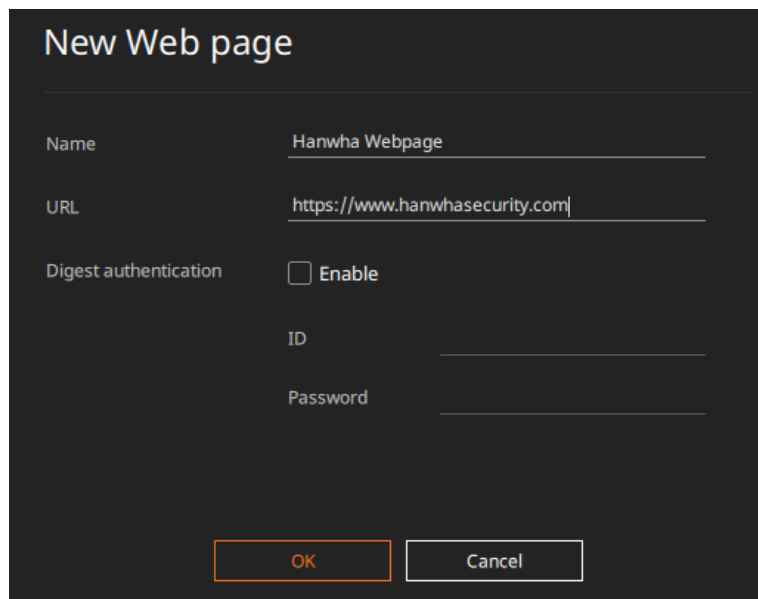 New Web page
Name Hanwha Webpage
URL https://www.hanwhasecurity.com
Digest authentication Enable
ID
Password
OK Cancel